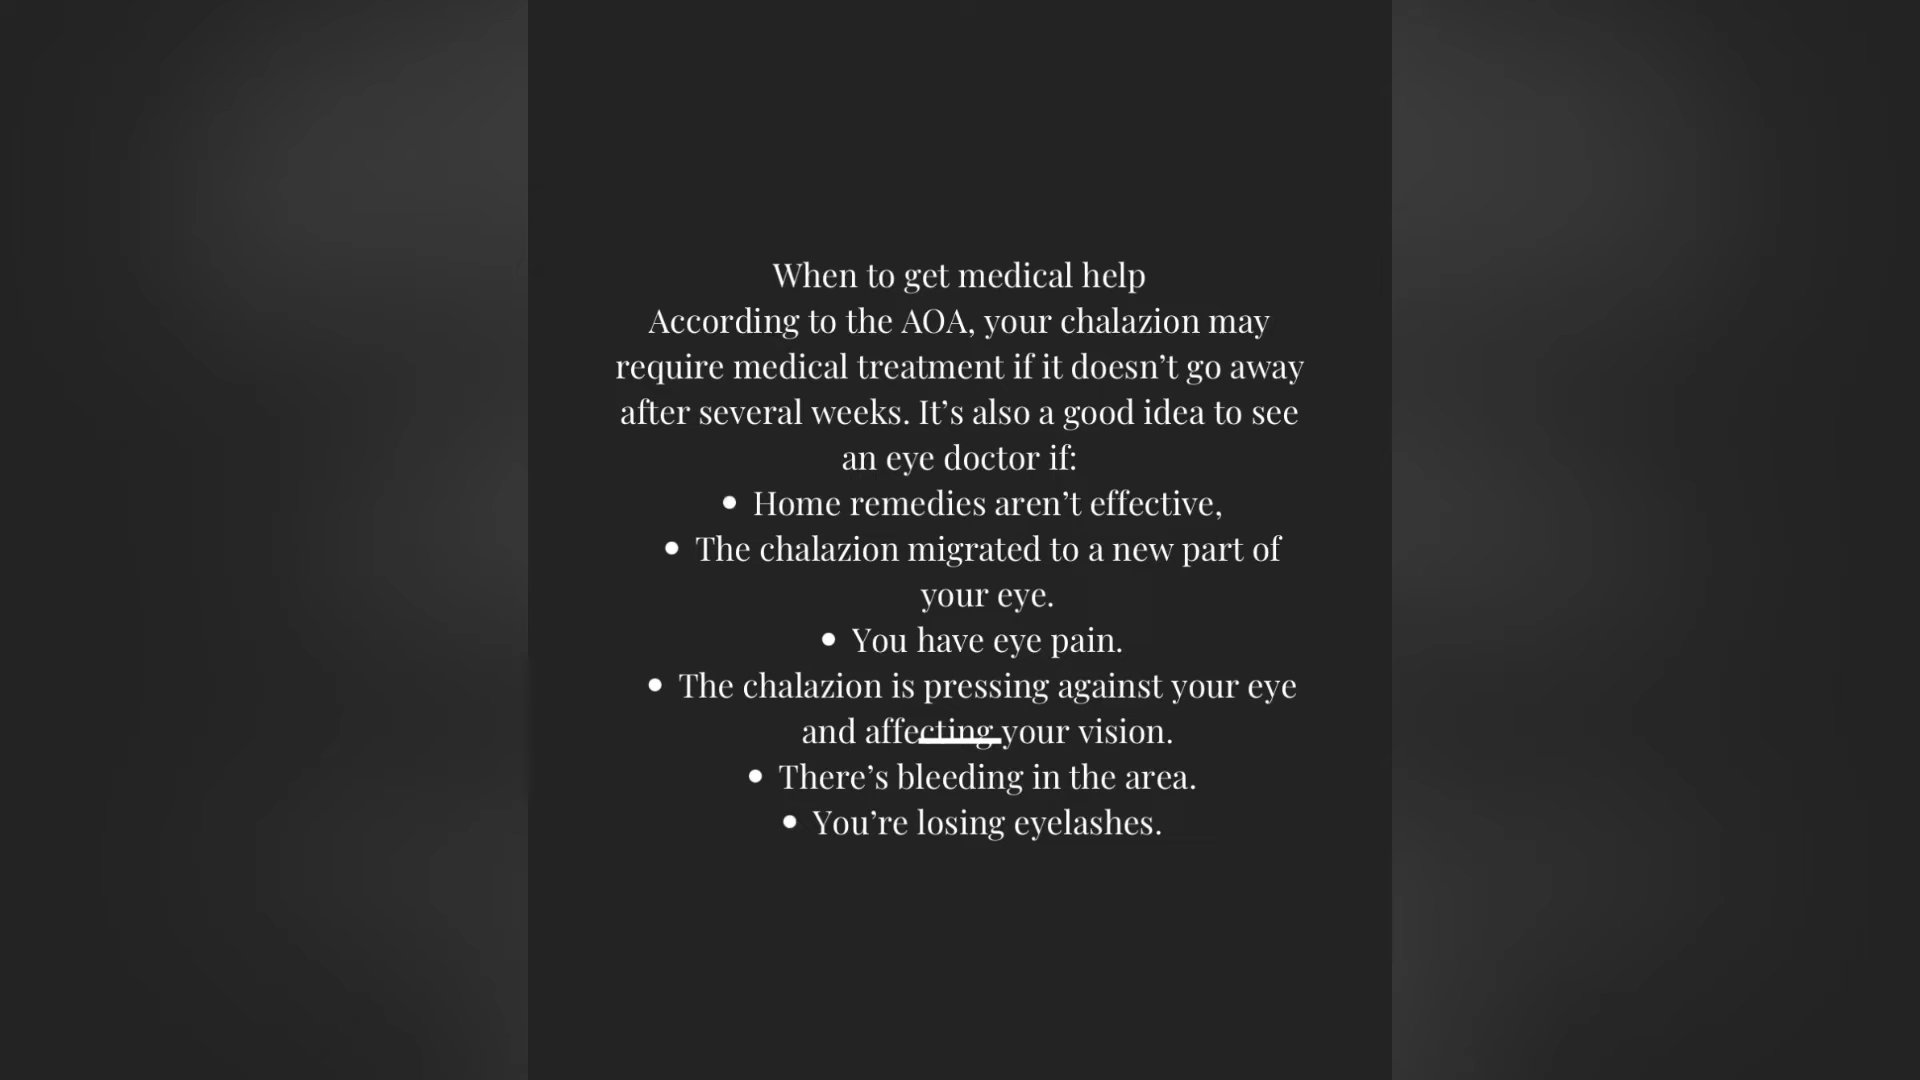 When to get medical help
According to the AOA, your chalazion may
require medical treatment if it doesn’t go away
after several weeks. It’s also a good idea to see
an eye doctor if:
• Home remedies aren’t effective,
• The chalazion migrated to a new part of
your eye.
• You have eye pain.
• The chalazion is pressing against your eye
and affecting your vision.
• There’s bleeding in the area.
• You’re losing eyelashes.